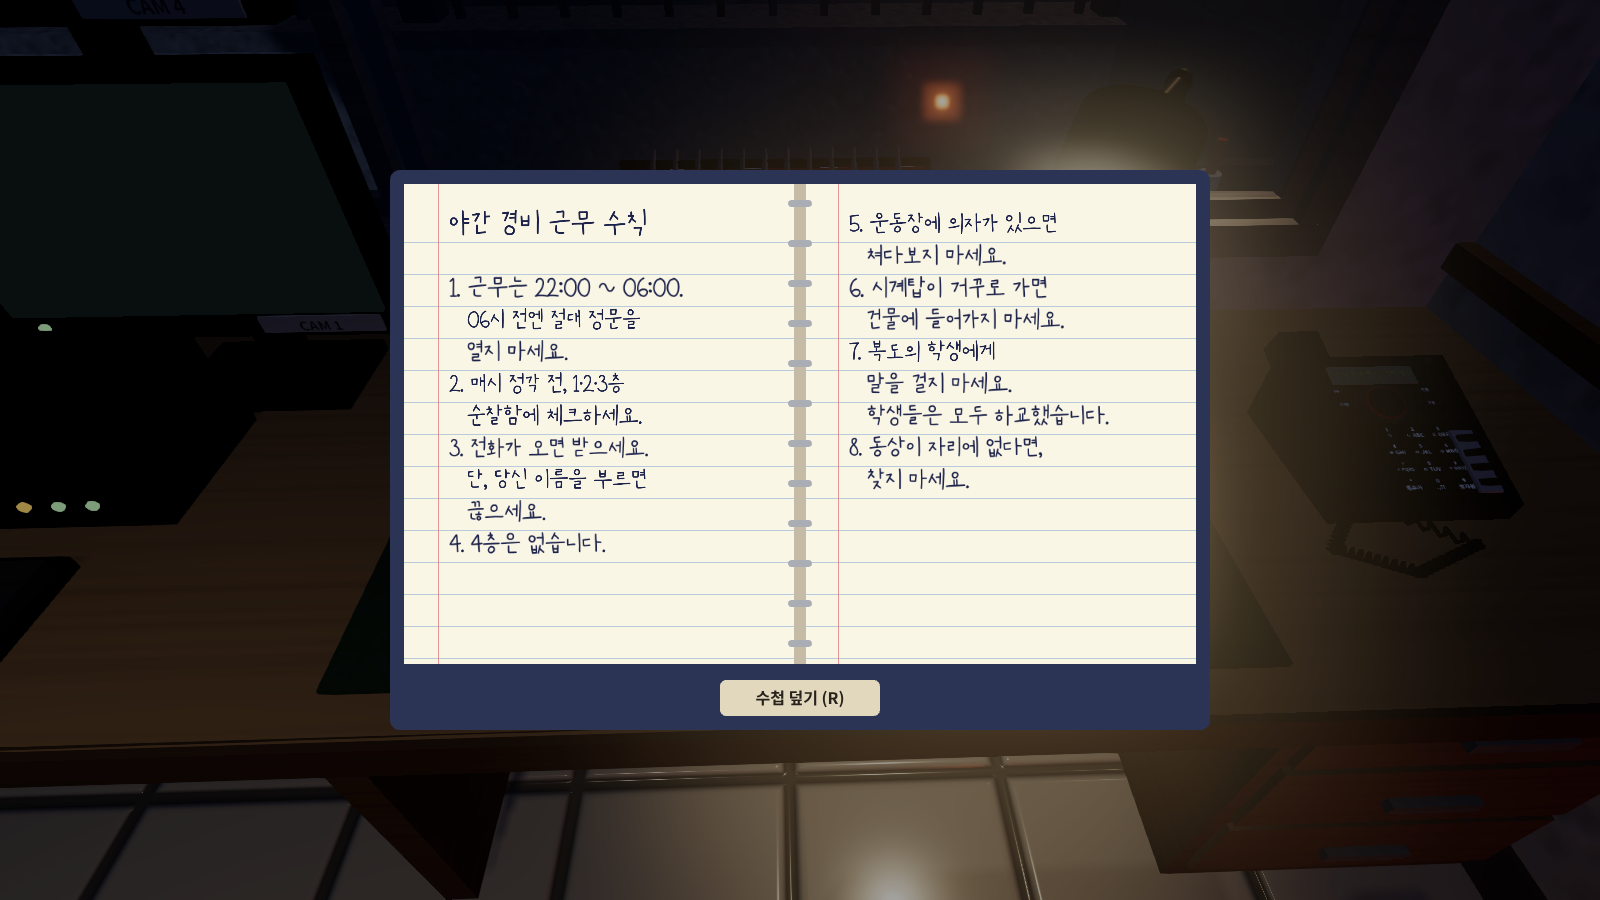 CAM 4
CAM 1
야간 경비 근무 수칙
1. 근무는 22:00 ~ 06:00.
06시 전엔 절대 정문을
열지 마세요.
2. 매시 정각 전, 1·2·3층
순찰함에 체크하세요.
3. 전화가 오면 받으세요.
단, 당신 이름을 부르면
끊으세요.
4. 4층은 없습니다.
5. 운동장에 의자가 있으면
쳐다보지 마세요.
6. 시계탑이 거꾸로 가면
건물에 들어가지 마세요.
7. 복도의 학생에게
말을 걸지 마세요.
학생들은 모두 하교했습니다.
8. 동상이 자리에 없다면,
찾지 마세요.
수첩 덮기 (R)